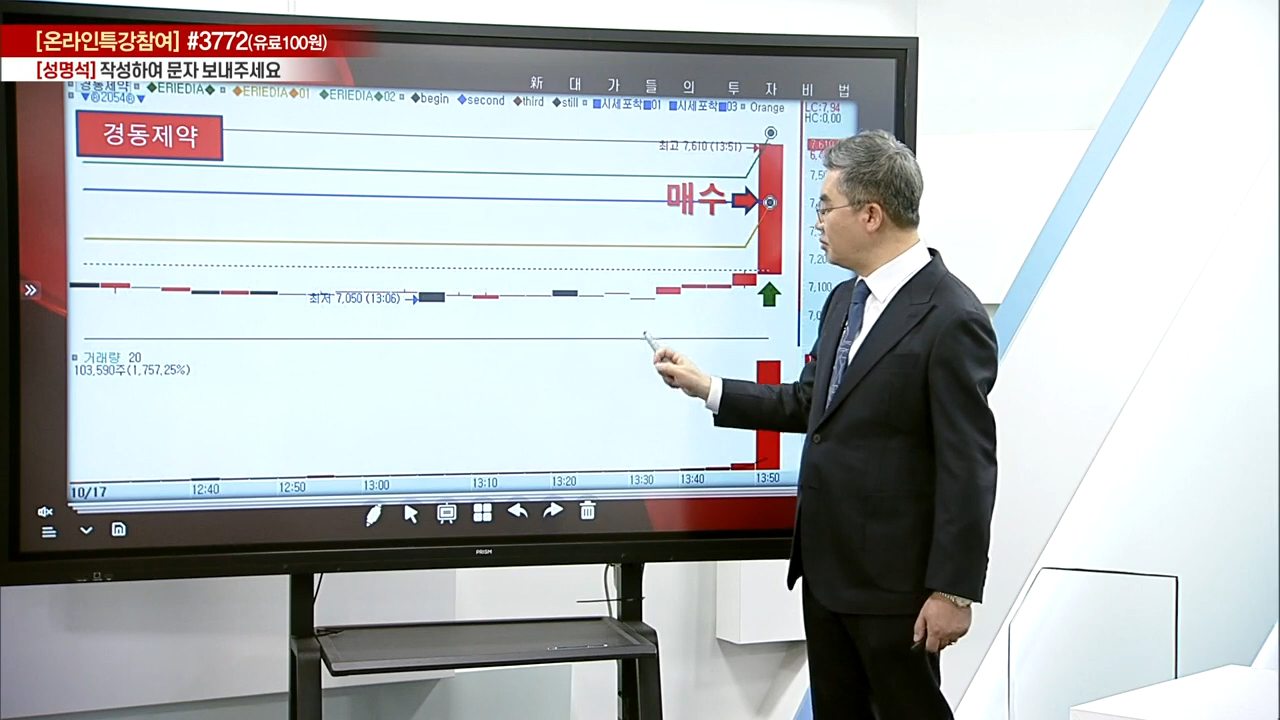 [온라인특강참여] #3772(유료100원)
[성명석] 작성하여 문자 보내주세요
新 대 가 들 의 투 자 비 법
경동제약 ◆ERIEDIA◆ ◆ERIEDIA◆01 ◆ERIEDIA◆02 ◆begin ◆second ◆third ◆still ■시세포착■01 ■시세포착■03 Orange
▼®2054®▼
LC:7,94
HC:0,00
경동제약
최고 7,610 (13:51)
매수
최저 7,050 (13:06)
7,100
거래량 20
103,590주(1,757,25%)
10/17 12:40 12:50 13:00 13:10 13:20 13:30 13:40 13:50
PRISM